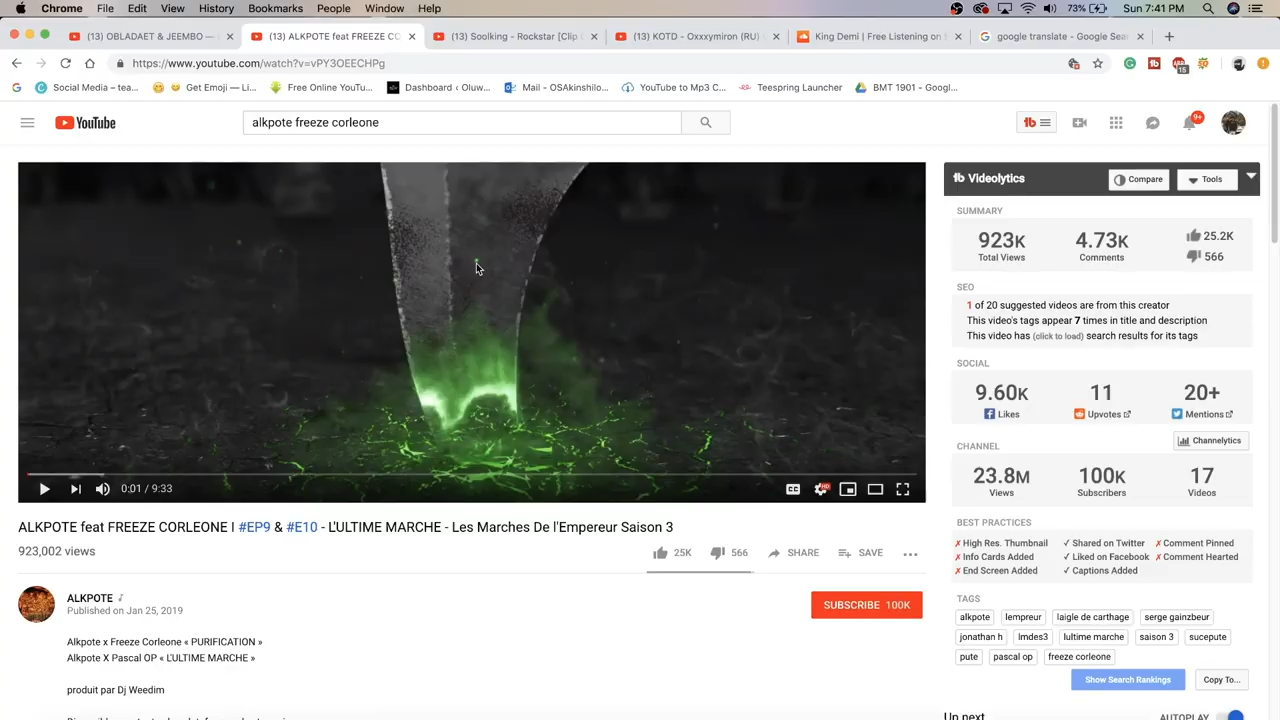 Chrome File Edit View History Bookmarks People Window Help 73% Sun 7:41 PM
(13) OBLADAET & JEEMBO — (13) ALKPOTE feat FREEZE CO (13) Soolking - Rockstar [Clip (13) KOTD - Oxxxymiron (RU) King Demi | Free Listening on google translate - Google Sear
https://www.youtube.com/watch?v=vPY3OEECHPg 15
Social Media – tea... Get Emoji — Li... Free Online YouTu... Dashboard ‹ Oluw... Mail - OSAkinshilo... YouTube to Mp3 C... Teespring Launcher BMT 1901 - Googl...
YouTube alkpote freeze corleone 9+
Videolytics Compare Tools
SUMMARY
923K 4.73K 25.2K
Total Views Comments 566
SEO
1 of 20 suggested videos are from this creator
This video's tags appear 7 times in title and description
This video has (click to load) search results for its tags
SOCIAL
9.60K 11 20+
Likes Upvotes Mentions
CHANNEL Channelytics
23.8M 100K 17
Views Subscribers Videos
0:01 / 9:33 CC HD
BEST PRACTICES
✗ High Res. Thumbnail ✓ Shared on Twitter ✗ Comment Pinned
✗ Info Cards Added ✓ Liked on Facebook ✗ Comment Hearted
✗ End Screen Added ✓ Captions Added
ALKPOTE feat FREEZE CORLEONE I #EP9 & #E10 - L'ULTIME MARCHE - Les Marches De l'Empereur Saison 3
923,002 views 25K 566 SHARE SAVE
ALKPOTE
Published on Jan 25, 2019
SUBSCRIBE 100K
Alkpote x Freeze Corleone « PURIFICATION »
Alkpote X Pascal OP « L'ULTIME MARCHE »
produit par Dj Weedim
TAGS
alkpote lempreur laigle de carthage serge gainzbeur
jonathan h lmdes3 lultime marche saison 3 sucepute
pute pascal op freeze corleone
Show Search Rankings Copy To...
Up next AUTOPLAY